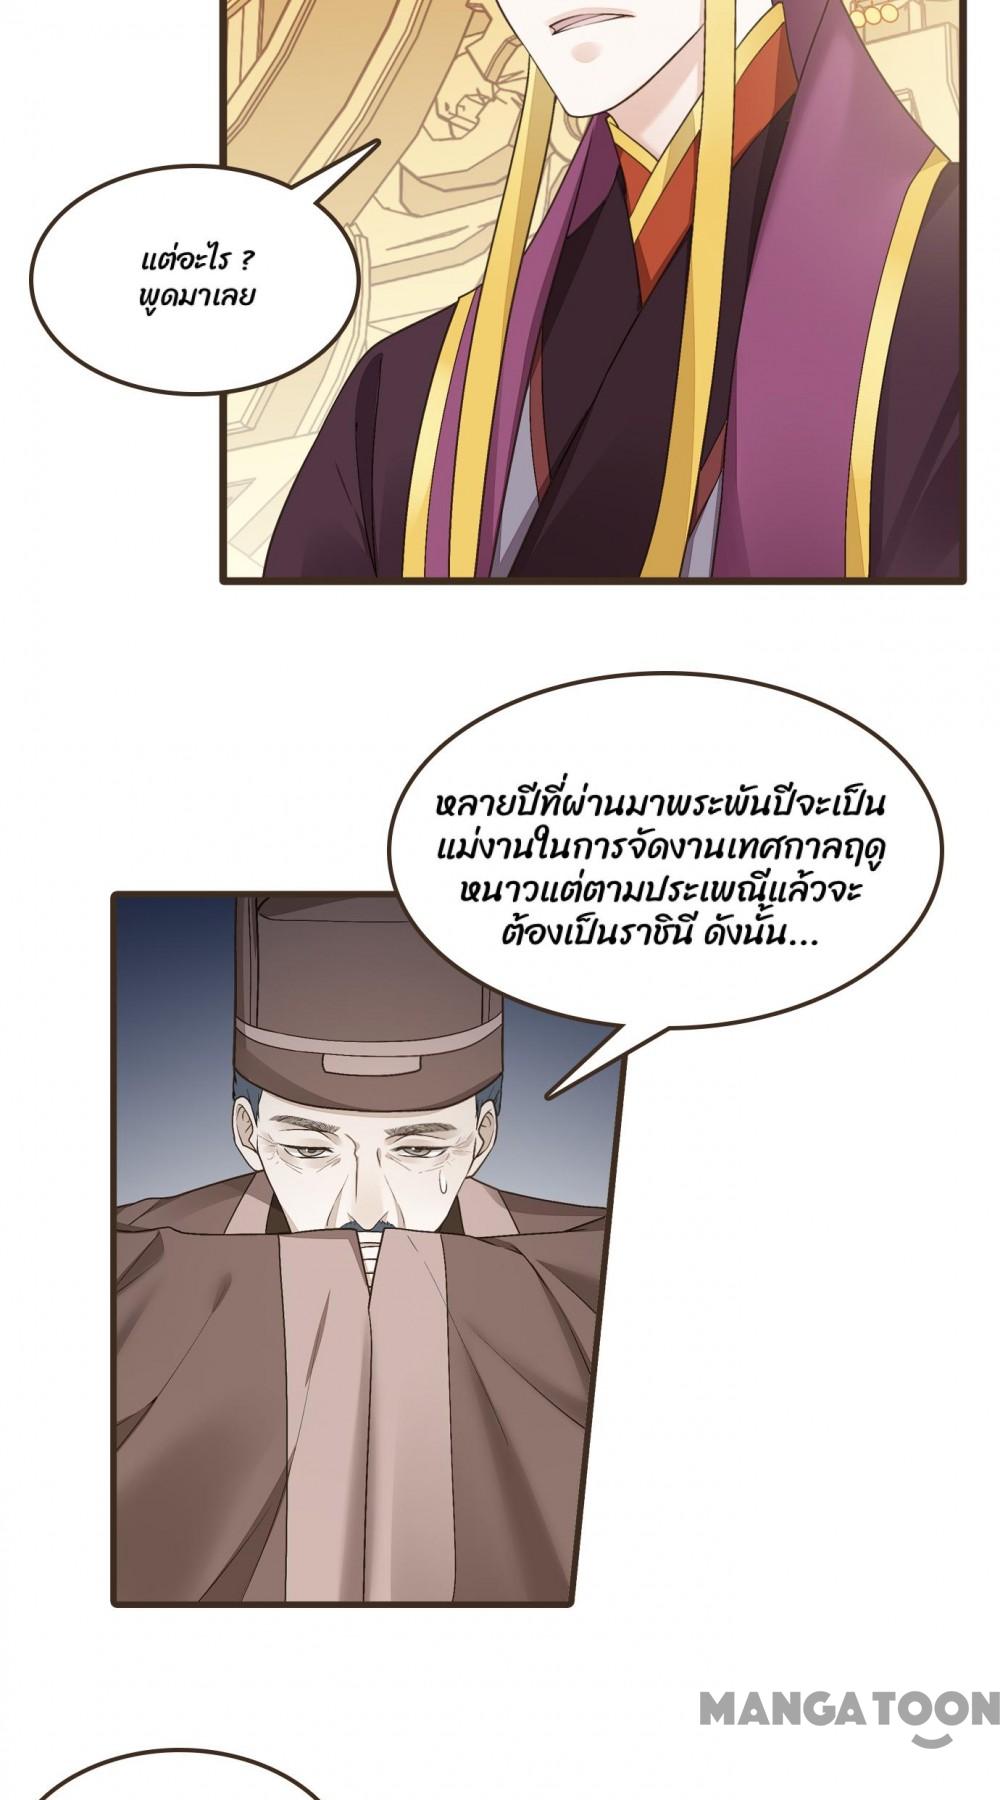 แต่อะไร ?
พูดมาเลย
หลายปีที่ผ่านมาพระพันปีจะเป็น
แม่งานในการจัดงานเทศกาลฤดู
หนาวแต่ตามประเพณีแล้วจะ
ต้องเป็นราชินี ดังนั้น...
MANGATOON